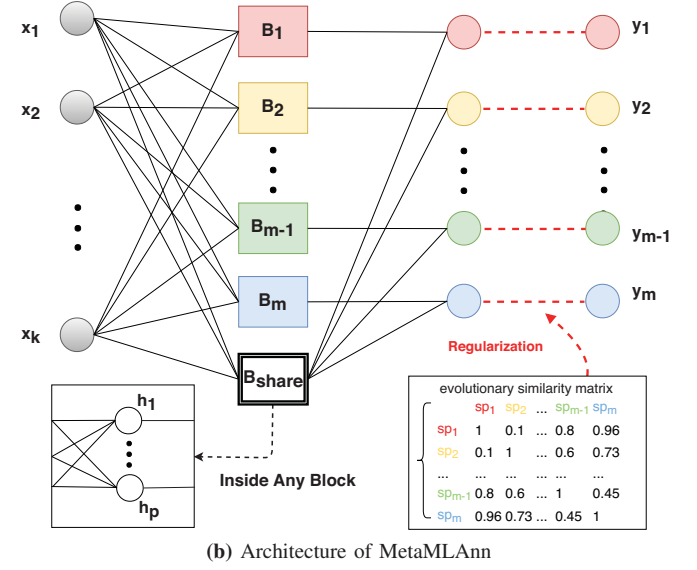 x1
B1
y1
x2
B2
y2
Bm-1
ym-1
Bm
ym
xk
Regularization
Bshare
h1
hp
Inside Any Block
evolutionary similarity matrix
sp1 sp2 ... spm-1 spm
sp1 1 0.1 ... 0.8 0.96
sp2 0.1 1 ... 0.6 0.73
... ... ... ... ...
spm-1 0.8 0.6 ... 1 0.45
spm 0.96 0.73 ... 0.45 1
(b) Architecture of MetaMLAnn